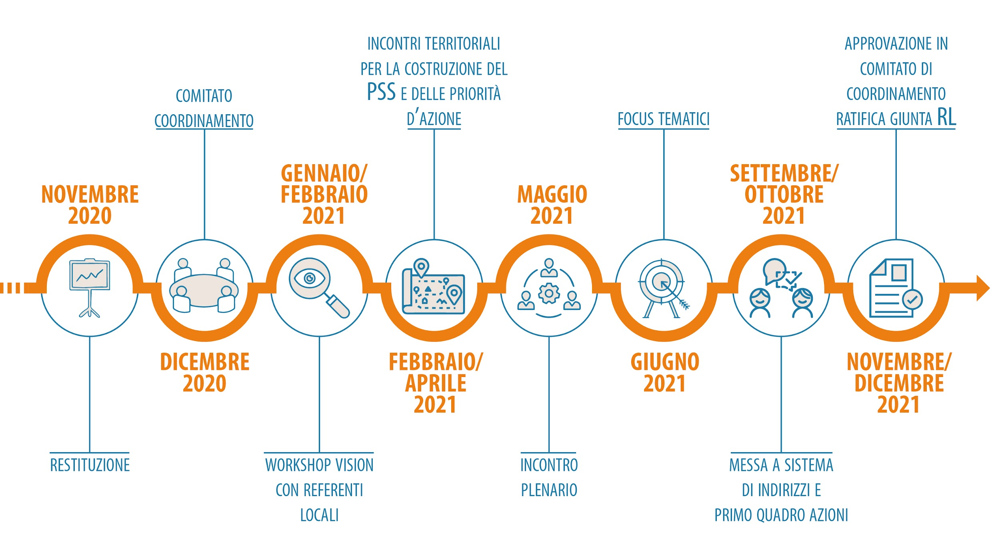 NOVEMBRE
2020
RESTITUZIONE
COMITATO
COORDINAMENTO
DICEMBRE
2020
GENNAIO/
FEBBRAIO
2021
WORKSHOP VISION
CON REFERENTI
LOCALI
INCONTRI TERRITORIALI
PER LA COSTRUZIONE DEL
PSS E DELLE PRIORITÀ
D'AZIONE
FEBBRAIO/
APRILE
2021
MAGGIO
2021
INCONTRO
PLENARIO
FOCUS TEMATICI
GIUGNO
2021
SETTEMBRE/
OTTOBRE
2021
MESSA A SISTEMA
DI INDIRIZZI E
PRIMO QUADRO AZIONI
APPROVAZIONE IN
COMITATO DI
COORDINAMENTO
RATIFICA GIUNTA RL
NOVEMBRE/
DICEMBRE
2021